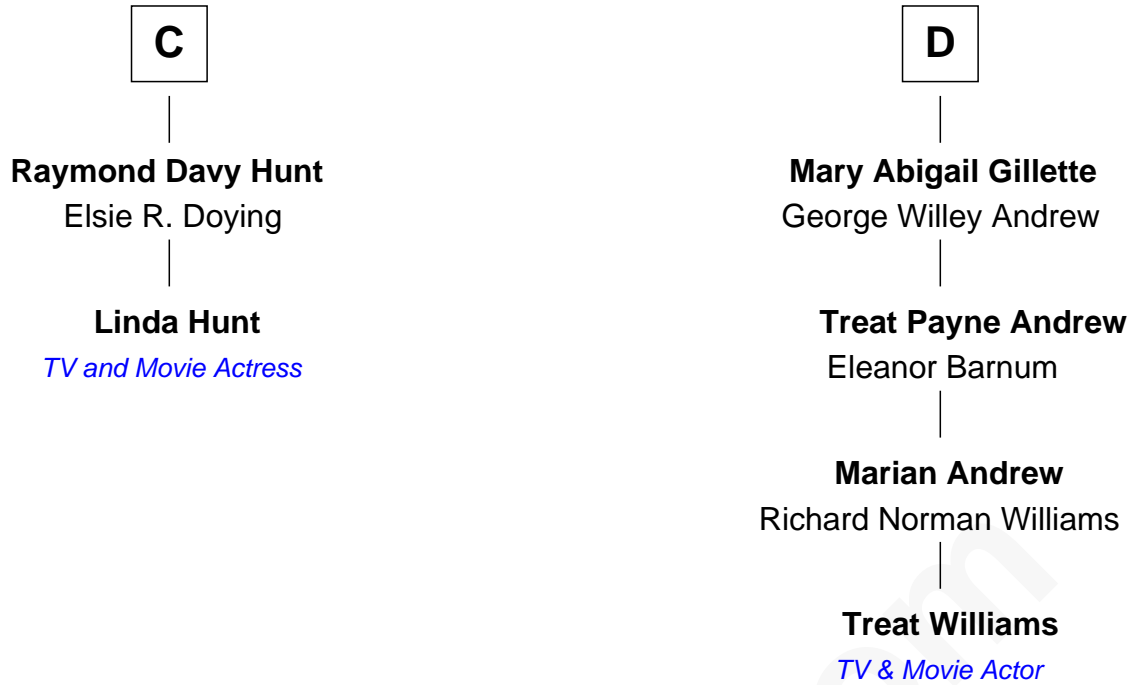 C
Raymond Davy Hunt
Elsie R. Doying
Linda Hunt
TV and Movie Actress
D
Mary Abigail Gillette
George Willey Andrew
Treat Payne Andrew
Eleanor Barnum
Marian Andrew
Richard Norman Williams
Treat Williams
TV & Movie Actor